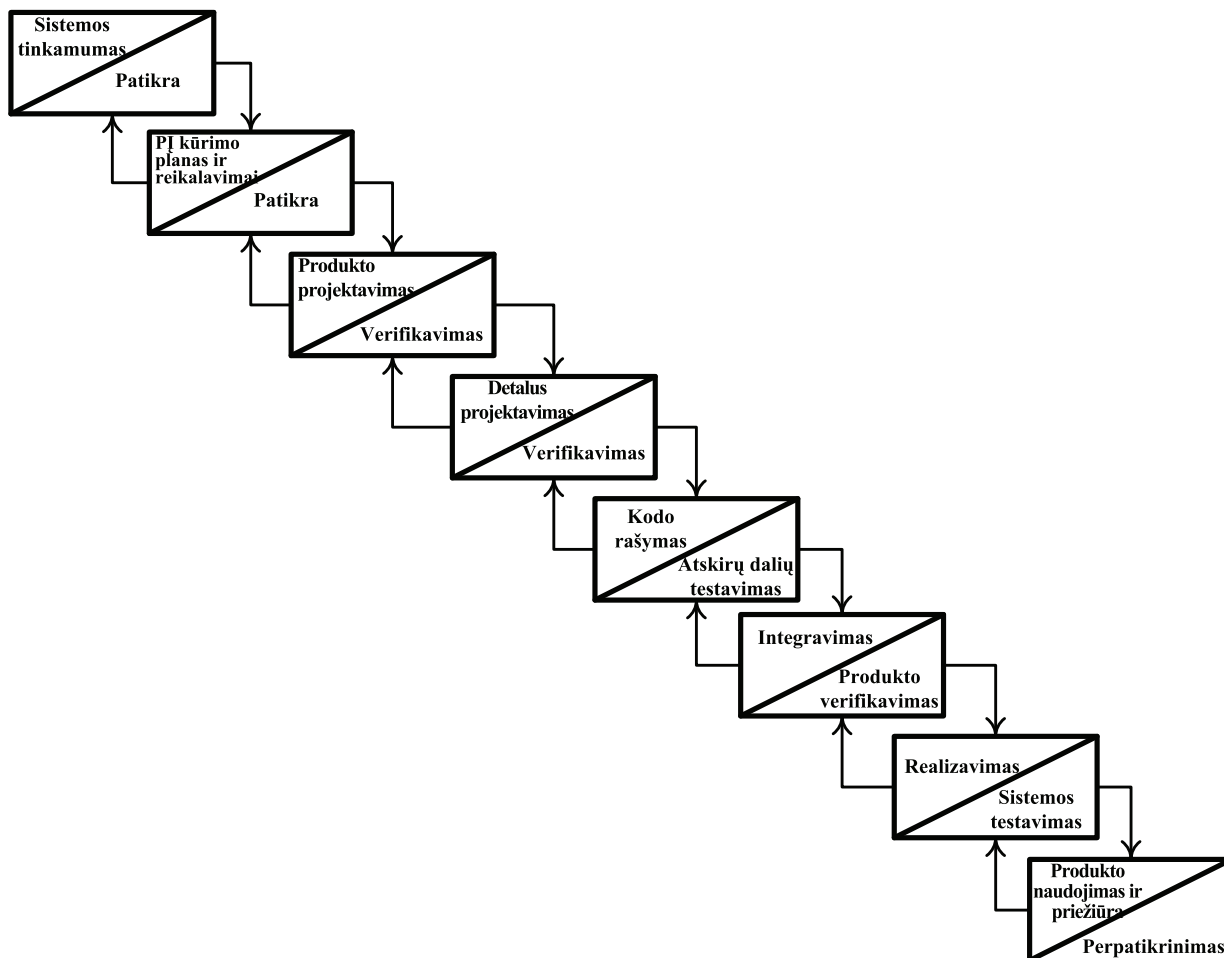 Sistemos
tinkamumas
Patikra
PĮ kūrimo
planas ir
reikalavimai
Patikra
Produkto
projektavimas
Verifikavimas
Detalus
projektavimas
Verifikavimas
Kodo
rašymas
Atskirų dalių
testavimas
Integravimas
Produkto
verifikavimas
Realizavimas
Sistemos
testavimas
Produkto
naudojimas ir
priežiūra
Perpatikrinimas